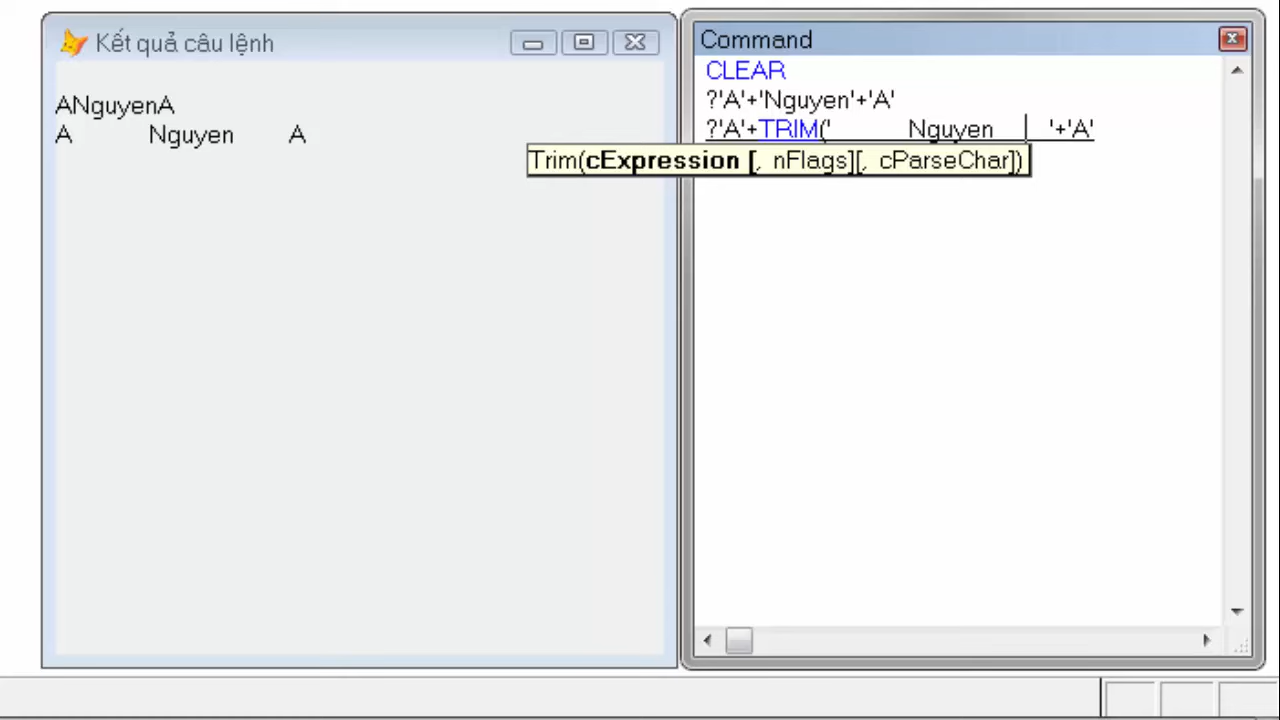 Kết quả câu lệnh
ANguyenA
A Nguyen A
Command
CLEAR
?'A'+'Nguyen'+'A'
?'A'+TRIM(' Nguyen '+'A'
Trim(cExpression [, nFlags][, cParseChar])